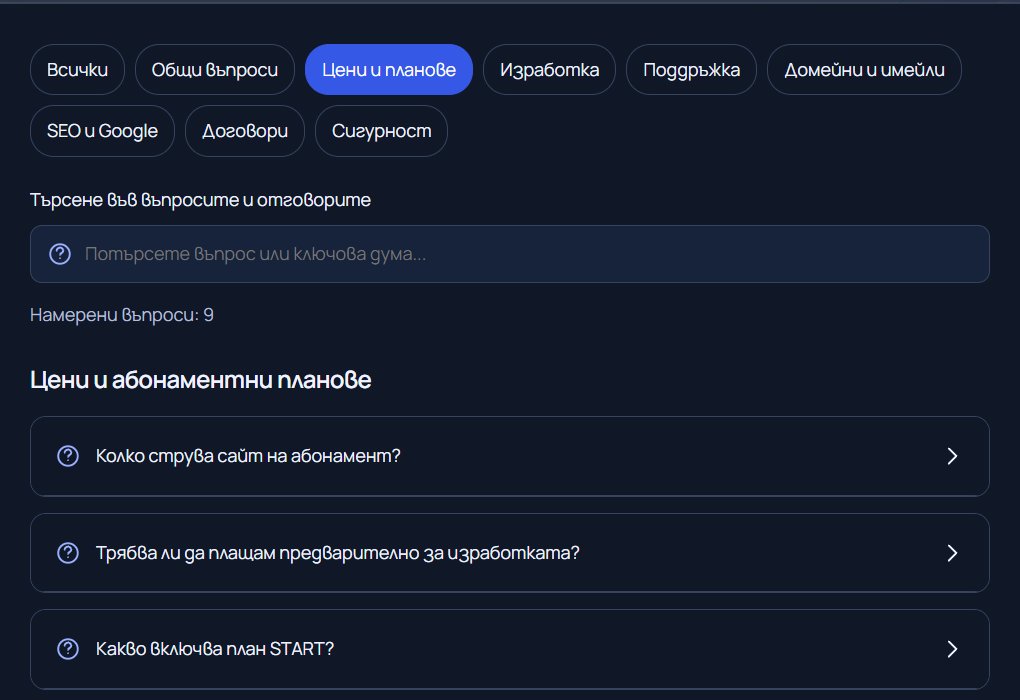 Всички
Общи въпроси
Цени и планове
Изработка
Поддръжка
Домейни и имейли
SEO и Google
Договори
Сигурност
Търсене във въпросите и отговорите
Потърсете въпрос или ключова дума...
Намерени въпроси: 9
Цени и абонаментни планове
Колко струва сайт на абонамент?
Трябва ли да плащам предварително за изработката?
Какво включва план START?